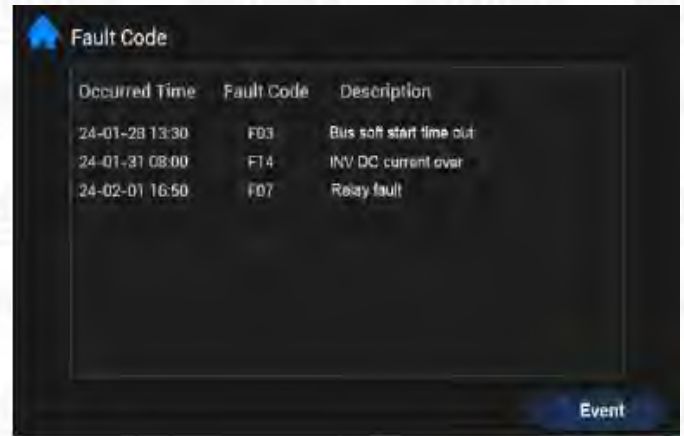 Fault Code
Occurred Time Fault Code Description
24-01-28 13:30 F03 Bus soft start time out
24-01-31 08:00 F14 INV DC current over
24-02-01 16:50 F07 Relay fault
Event